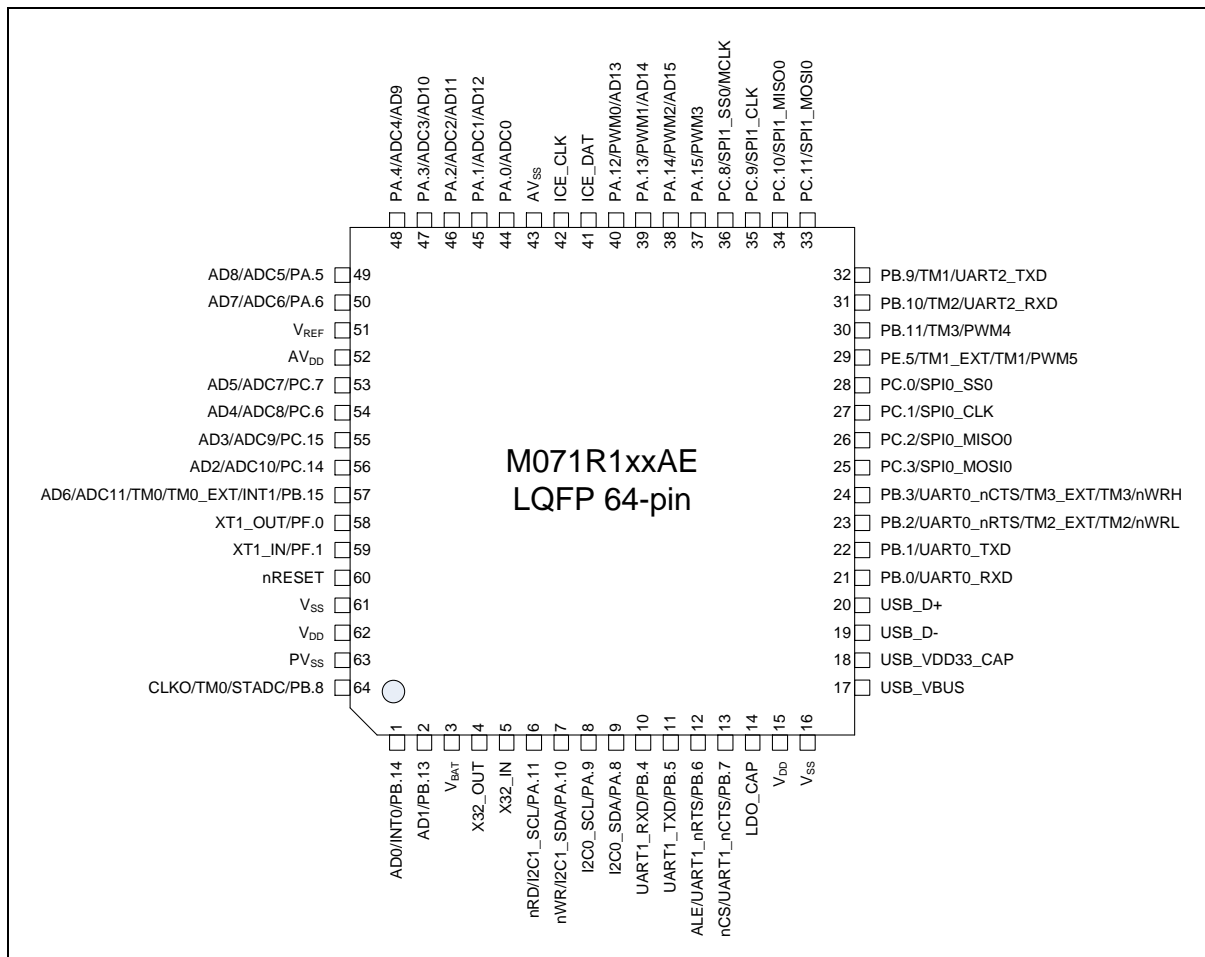 PA.4/ADC4/AD9
PA.3/ADC3/AD10
PA.2/ADC2/AD11
PA.1/ADC1/AD12
PA.0/ADC0
AVSS
ICE_CLK
ICE_DAT
PA.12/PWM0/AD13
PA.13/PWM1/AD14
PA.14/PWM2/AD15
PA.15/PWM3
PC.8/SPI1_SS0/MCLK
PC.9/SPI1_CLK
PC.10/SPI1_MISO0
PC.11/SPI1_MOSI0
48 47 46 45 44 43 42 41 40 39 38 37 36 35 34 33
AD8/ADC5/PA.5 49
AD7/ADC6/PA.6 50
VREF 51
AVDD 52
AD5/ADC7/PC.7 53
AD4/ADC8/PC.6 54
AD3/ADC9/PC.15 55
AD2/ADC10/PC.14 56
AD6/ADC11/TM0/TM0_EXT/INT1/PB.15 57
XT1_OUT/PF.0 58
XT1_IN/PF.1 59
nRESET 60
VSS 61
VDD 62
PVSS 63
CLKO/TM0/STADC/PB.8 64
M071R1xxAE
LQFP 64-pin
32 PB.9/TM1/UART2_TXD
31 PB.10/TM2/UART2_RXD
30 PB.11/TM3/PWM4
29 PE.5/TM1_EXT/TM1/PWM5
28 PC.0/SPI0_SS0
27 PC.1/SPI0_CLK
26 PC.2/SPI0_MISO0
25 PC.3/SPI0_MOSI0
24 PB.3/UART0_nCTS/TM3_EXT/TM3/nWRH
23 PB.2/UART0_nRTS/TM2_EXT/TM2/nWRL
22 PB.1/UART0_TXD
21 PB.0/UART0_RXD
20 USB_D+
19 USB_D-
18 USB_VDD33_CAP
17 USB_VBUS
1 2 3 4 5 6 7 8 9 10 11 12 13 14 15 16
AD0/INT0/PB.14
AD1/PB.13
VBAT
X32_OUT
X32_IN
nRD/I2C1_SCL/PA.11
nWR/I2C1_SDA/PA.10
I2C0_SCL/PA.9
I2C0_SDA/PA.8
UART1_RXD/PB.4
UART1_TXD/PB.5
ALE/UART1_nRTS/PB.6
nCS/UART1_nCTS/PB.7
LDO_CAP
VDD
VSS